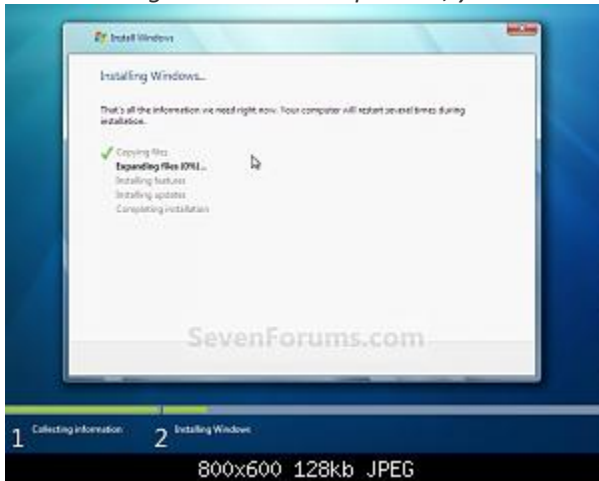 Install Windows
Installing Windows...
That's all the information we need right now. Your computer will restart several times during
installation.
Copying files
Expanding files (0%)...
Installing features
Installing updates
Completing installation
SevenForums.com
1 Collecting information
2 Installing Windows
800x600 128kb JPEG